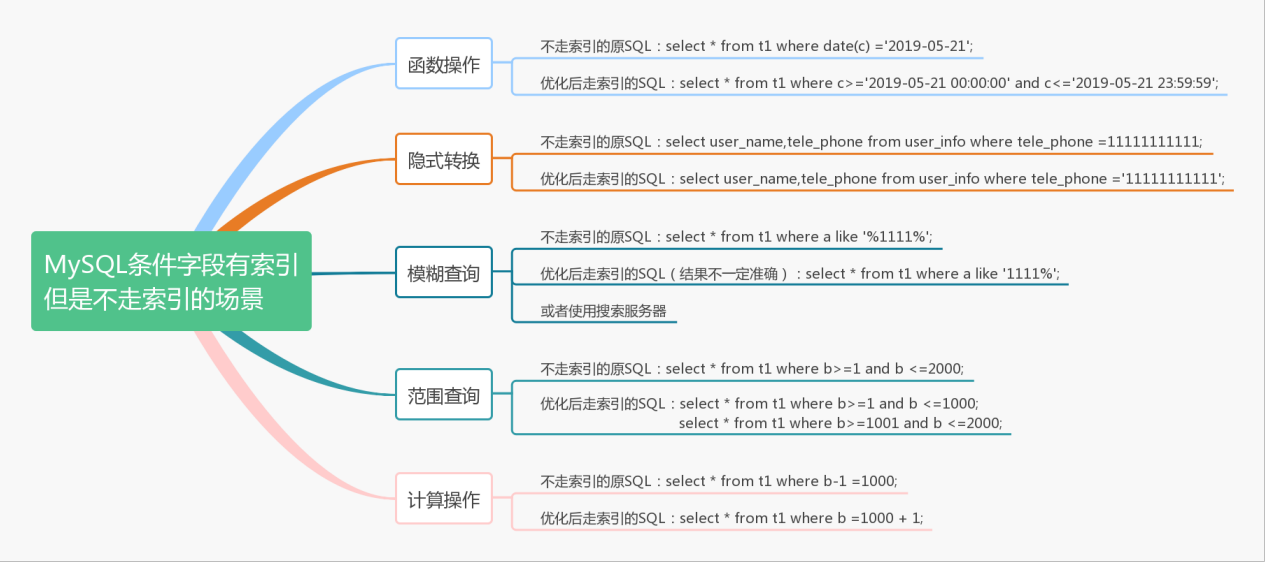 MySQL条件字段有索引
但是不走索引的场景
函数操作
不走索引的原SQL：select * from t1 where date(c) ='2019-05-21';
优化后走索引的SQL：select * from t1 where c>='2019-05-21 00:00:00' and c<='2019-05-21 23:59:59';
隐式转换
不走索引的原SQL：select user_name,tele_phone from user_info where tele_phone =11111111111;
优化后走索引的SQL：select user_name,tele_phone from user_info where tele_phone ='11111111111';
模糊查询
不走索引的原SQL：select * from t1 where a like '%1111%';
优化后走索引的SQL（结果不一定准确）：select * from t1 where a like '1111%';
或者使用搜索服务器
范围查询
不走索引的原SQL：select * from t1 where b>=1 and b <=2000;
优化后走索引的SQL：select * from t1 where b>=1 and b <=1000;
select * from t1 where b>=1001 and b <=2000;
计算操作
不走索引的原SQL：select * from t1 where b-1 =1000;
优化后走索引的SQL：select * from t1 where b =1000 + 1;